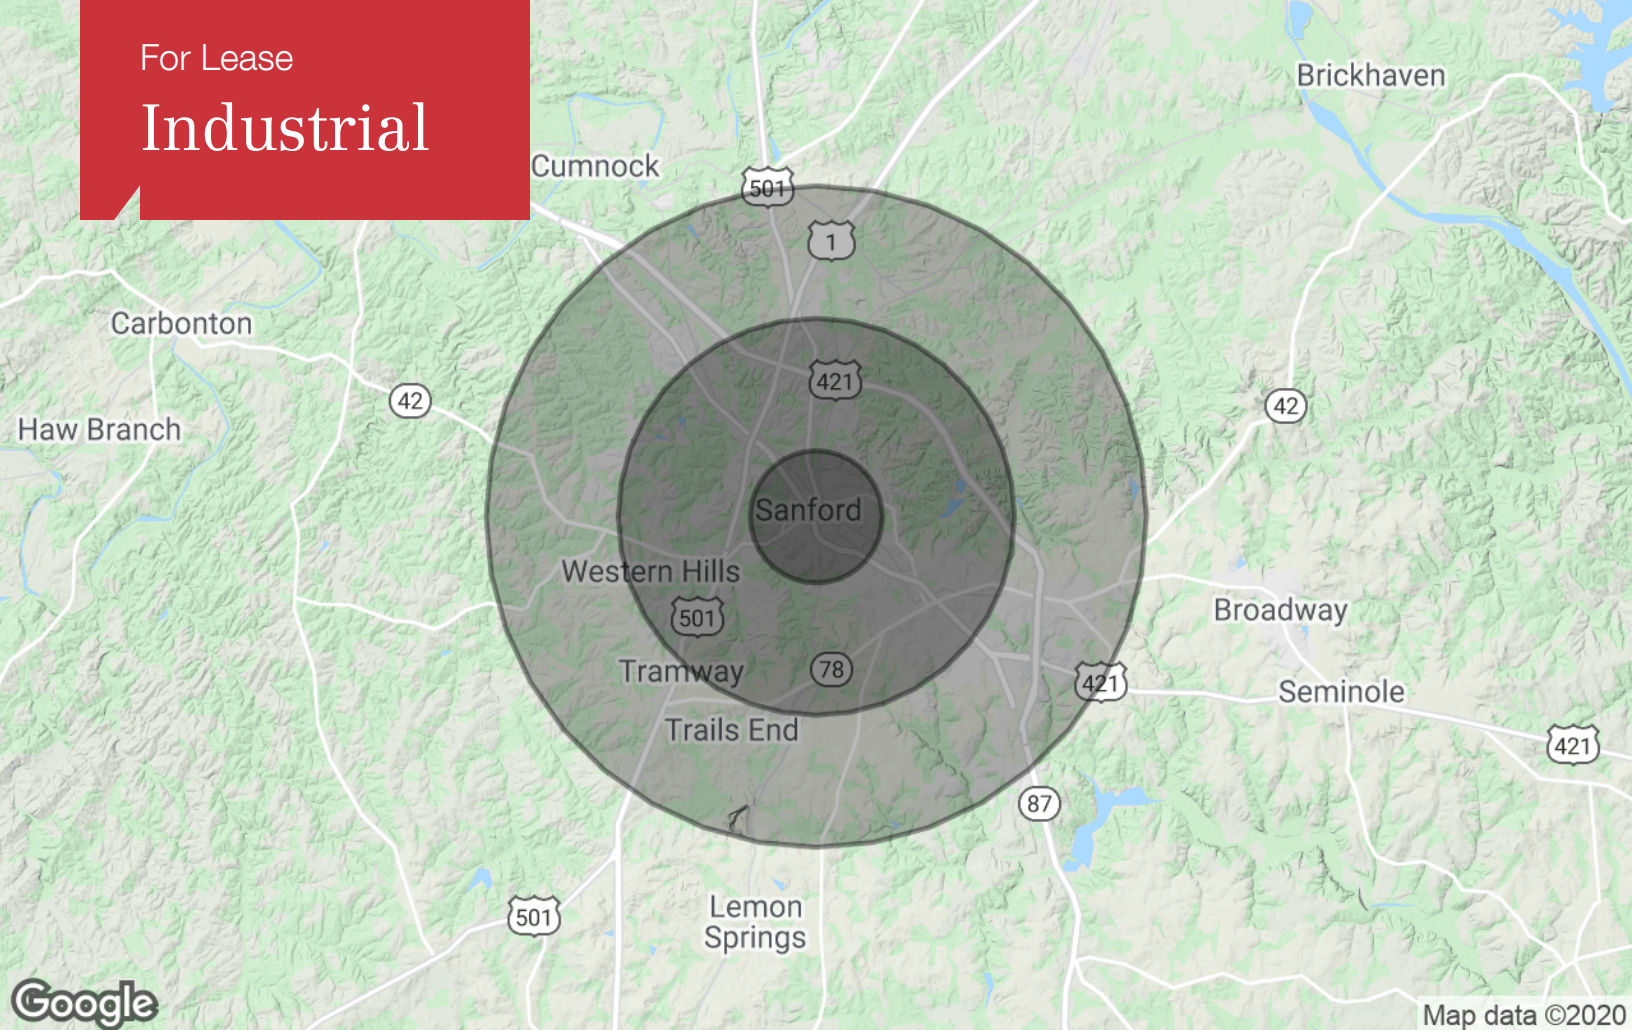 For Lease
Industrial
Brickhaven
Cumnock
501
1
Carbonton
421
42
42
Haw Branch
Sanford
Western Hills
Broadway
501
Tramway
78
421
Seminole
Trails End
421
87
Lemon
Springs
501
Google
Map data ©2020